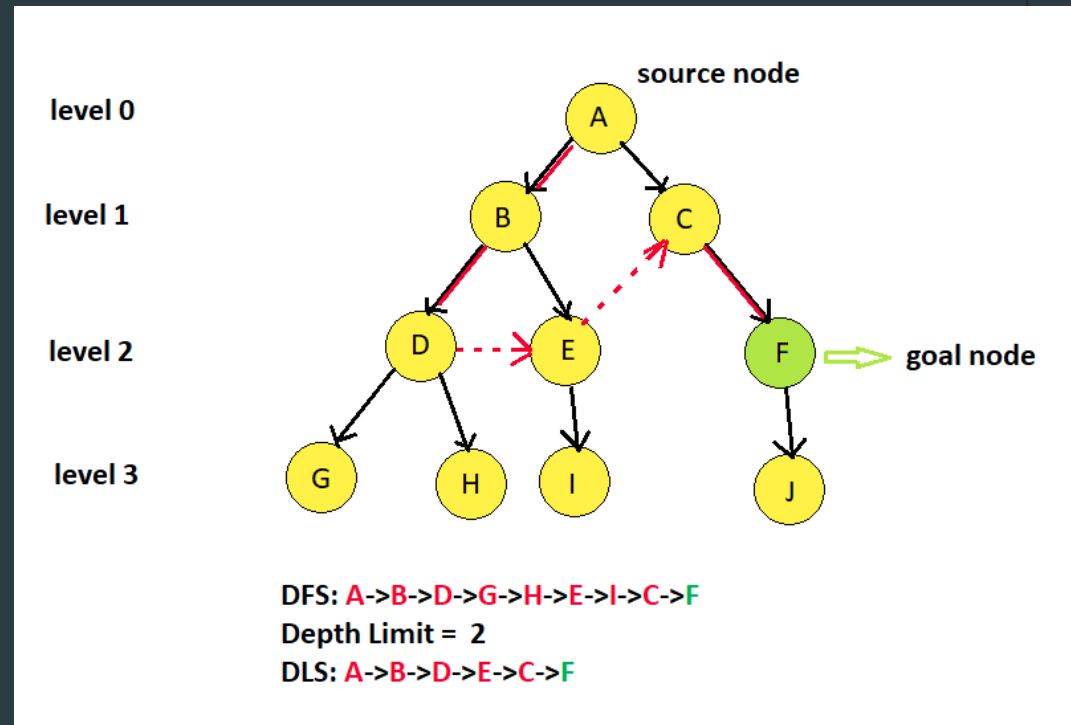 source node
level 0
A
level 1
B
C
level 2
D
E
F
goal node
level 3
G
H
I
J
DFS: A->B->D->G->H->E->I->C->F
Depth Limit = 2
DLS: A->B->D->E->C->F